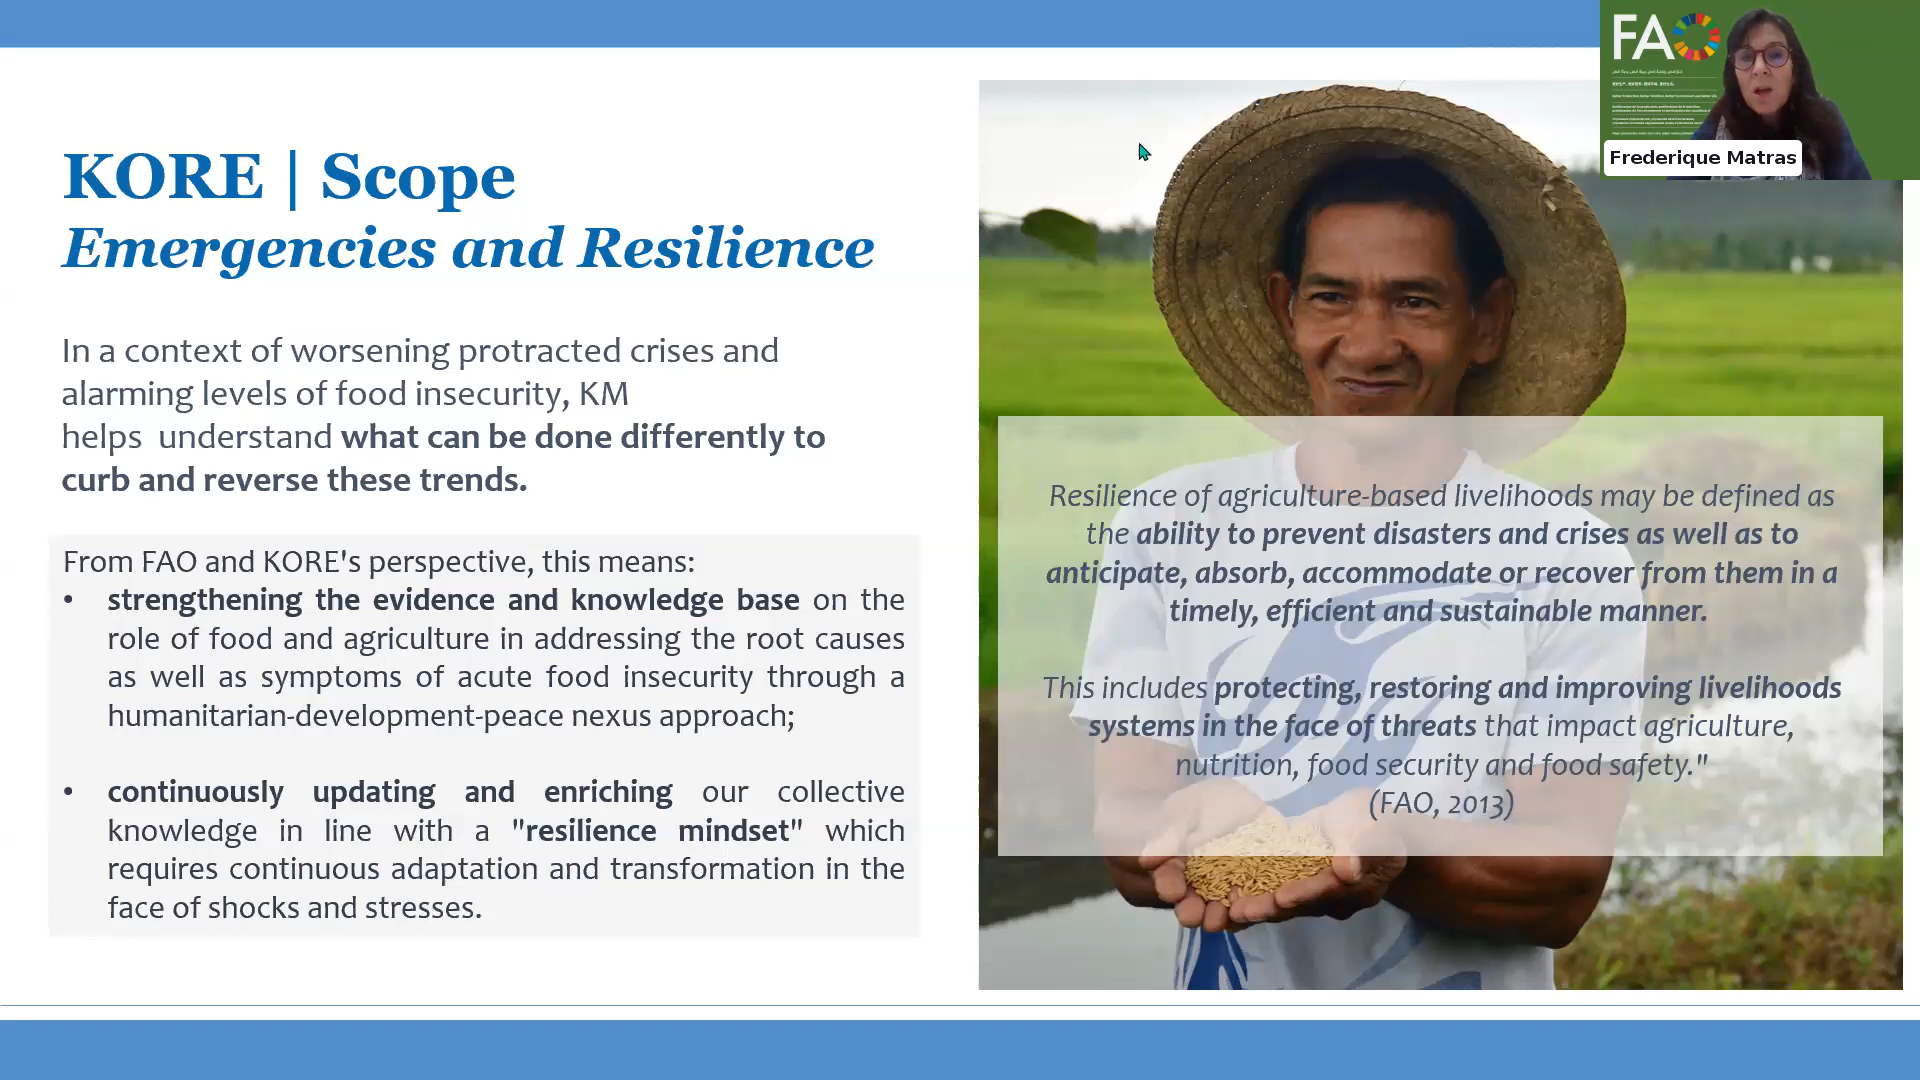 KORE | Scope
Emergencies and Resilience
In a context of worsening protracted crises and
alarming levels of food insecurity, KM
helps  understand what can be done differently to
curb and reverse these trends.
From FAO and KORE's perspective, this means:
• strengthening the evidence and knowledge base on the
role of food and agriculture in addressing the root causes
as well as symptoms of acute food insecurity through a
humanitarian-development-peace nexus approach;
• continuously updating and enriching our collective
knowledge in line with a "resilience mindset" which
requires continuous adaptation and transformation in the
face of shocks and stresses.
Resilience of agriculture-based livelihoods may be defined as
the ability to prevent disasters and crises as well as to
anticipate, absorb, accommodate or recover from them in a
timely, efficient and sustainable manner.
This includes protecting, restoring and improving livelihoods
systems in the face of threats that impact agriculture,
nutrition, food security and food safety."
(FAO, 2013)
FAO
Frederique Matras